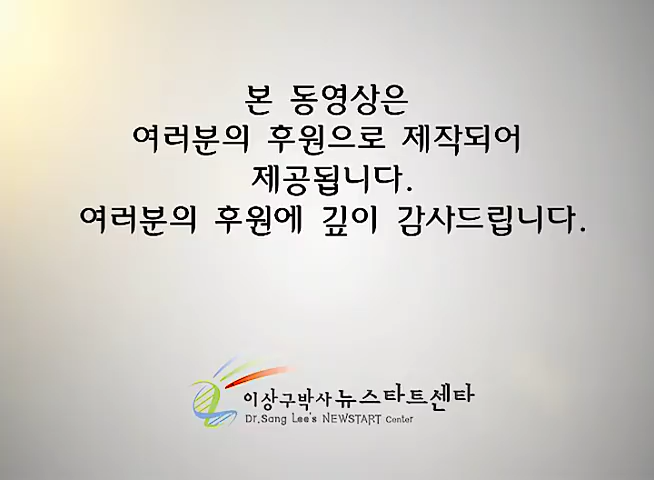 본 동영상은
여러분의 후원으로 제작되어
제공됩니다.
여러분의 후원에 깊이 감사드립니다.
이상구박사 뉴스타트센타
Dr.Sang Lee's NEWSTART Center